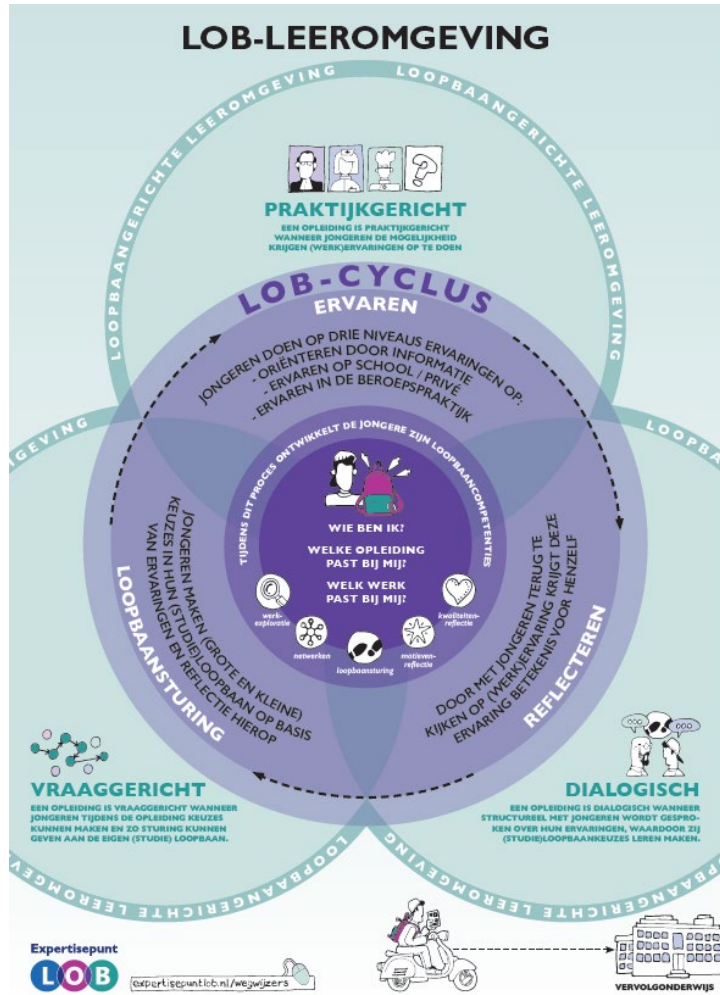 LOB-LEEROMGEVING
LOOPBAANGERICHTE LEEROMGEVING
LOOPBAANGERICHTE LEEROMGEVING
PRAKTIJKGERICHT
EEN OPLEIDING IS PRAKTIJKGERICHT
WANNEER JONGEREN DE MOGELIJKHEID
KRIJGEN (WERK)ERVARINGEN OP TE DOEN
LOB-CYCLUS
ERVAREN
JONGEREN DOEN OP DRIE NIVEAUS ERVARINGEN OP:
- ORIËNTEREN DOOR INFORMATIE
- ERVAREN OP SCHOOL / PRIVÉ
- ERVAREN IN DE BEROEPSPRAKTIJK
GEVING
LOOPBA
TIJDENS DIT PROCES ONTWIKKELT DE JONGERE ZIJN LOOPBAANCOMPETENTIES
WIE BEN IK?
WELKE OPLEIDING
PAST BIJ MIJ?
WELK WERK
PAST BIJ MIJ?
werk-
exploratie
netwerken
loopbaansturing
motieven-
reflectie
kwaliteiten-
reflectie
JONGEREN MAKEN (GROTE EN KLEINE)
KEUZES IN HUN (STUDIE)LOOPBAAN OP BASIS
VAN ERVARINGEN EN REFLECTIE HIEROP
LOOPBAANSTURING
DOOR MET JONGEREN TERUG TE
KIJKEN OP (WERK)ERVARING KRIJGT DEZE
ERVARING BETEKENIS VOOR HENZELF
REFLECTEREN
VRAAGGERICHT
EEN OPLEIDING IS VRAAGGERICHT WANNEER
JONGEREN TIJDENS DE OPLEIDING KEUZES
KUNNEN MAKEN EN ZO STURING KUNNEN
GEVEN AAN DE EIGEN (STUDIE) LOOPBAAN.
DIALOGISCH
EEN OPLEIDING IS DIALOGISCH WANNEER
STRUCTUREEL MET JONGEREN WORDT GESPRO-
KEN OVER HUN ERVARINGEN, WAARDOOR ZIJ
(STUDIE)LOOPBAANKEUZES LEREN MAKEN.
LOOPBAANGERICHTE LEEROMGEVING
LOOPBAANGERICHTE LEEROMGEVING
Expertisepunt
LOB
expertisepuntlob.nl/wegwijzers
VERVOLGONDERWIJS